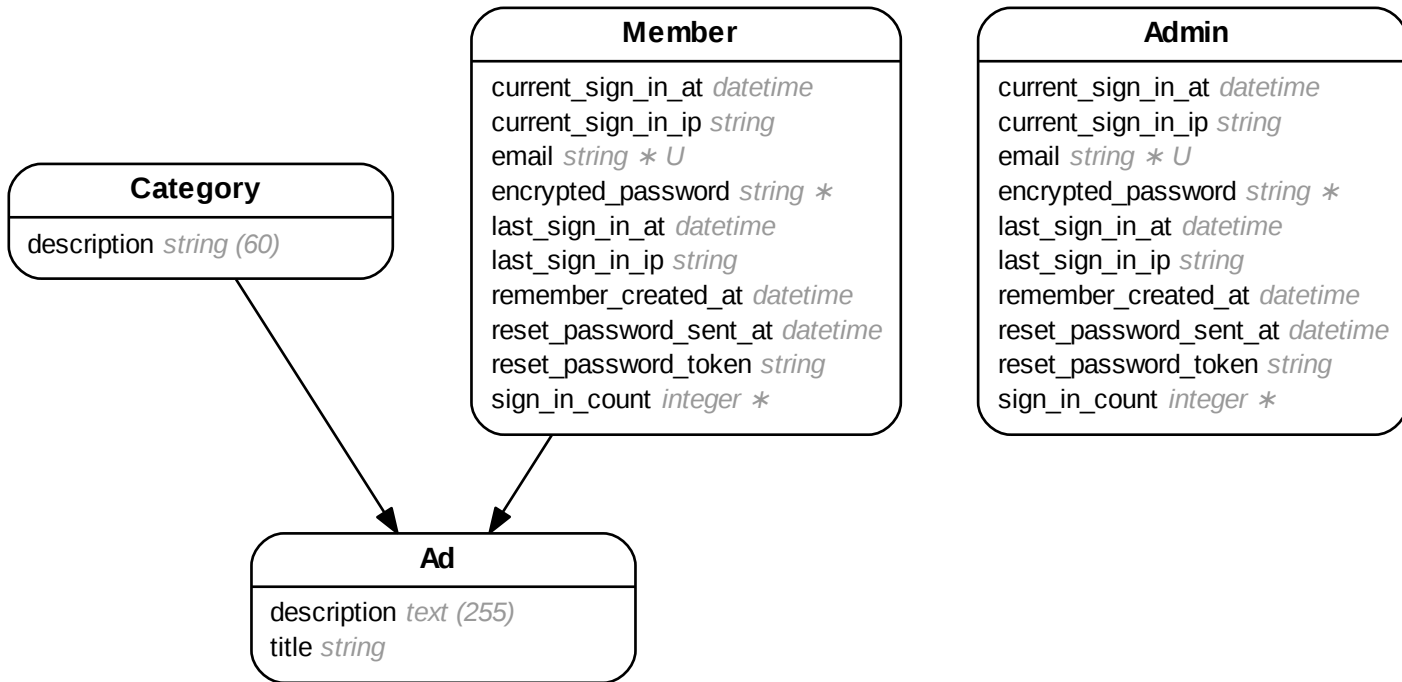 Category
description string (60)
Member
current_sign_in_at datetime
current_sign_in_ip string
email string ∗ U
encrypted_password string ∗
last_sign_in_at datetime
last_sign_in_ip string
remember_created_at datetime
reset_password_sent_at datetime
reset_password_token string
sign_in_count integer ∗
Admin
current_sign_in_at datetime
current_sign_in_ip string
email string ∗ U
encrypted_password string ∗
last_sign_in_at datetime
last_sign_in_ip string
remember_created_at datetime
reset_password_sent_at datetime
reset_password_token string
sign_in_count integer ∗
Ad
description text (255)
title string